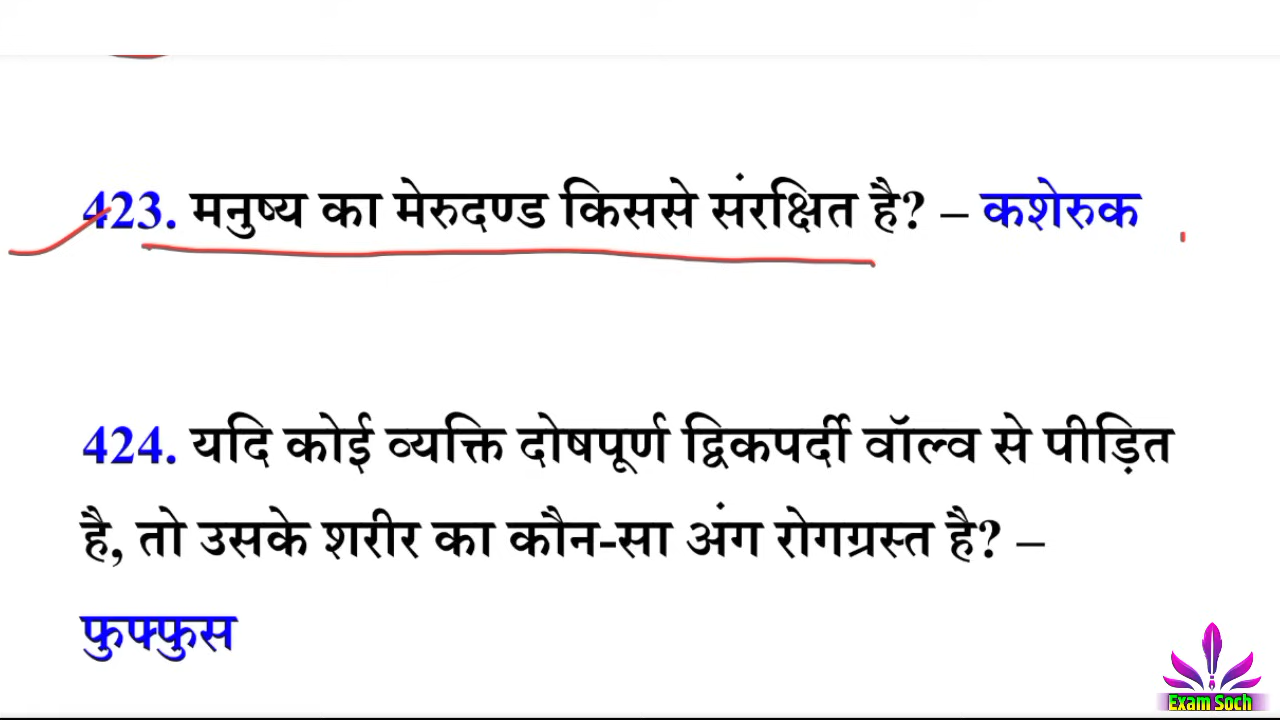 423. मनुष्य का मेरुदण्ड किससे संरक्षित है? – कशेरुक
424. यदि कोई व्यक्ति दोषपूर्ण द्विकपर्दी वॉल्व से पीड़ित
है, तो उसके शरीर का कौन-सा अंग रोगग्रस्त है? –
फुफ्फुस
Exam Soch